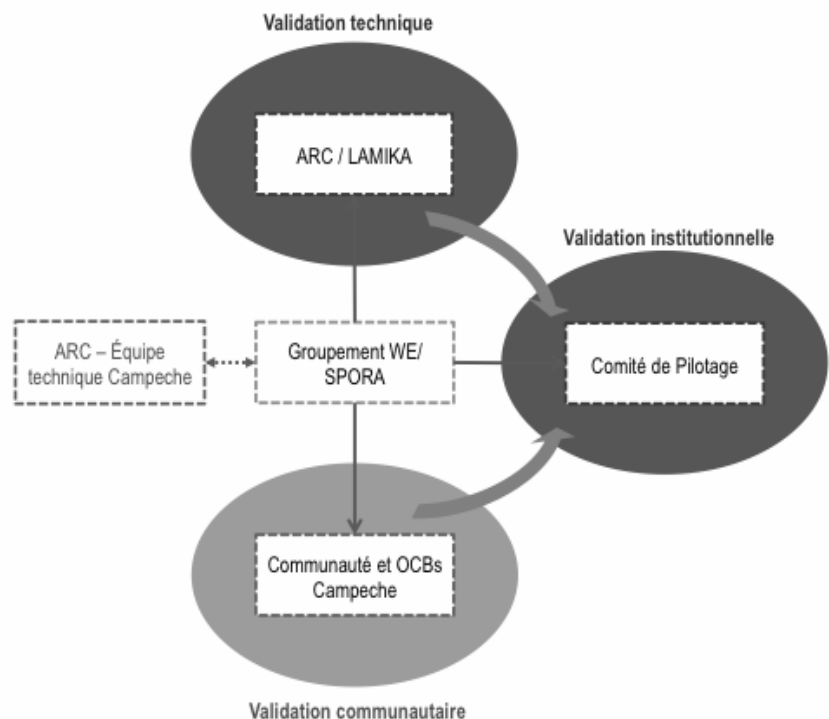 Validation technique
ARC / LAMIKA
Validation institutionnelle
ARC – Équipe
technique Campeche
Groupement WE/
SPORA
Comité de Pilotage
Communauté et OCBs
Campeche
Validation communautaire